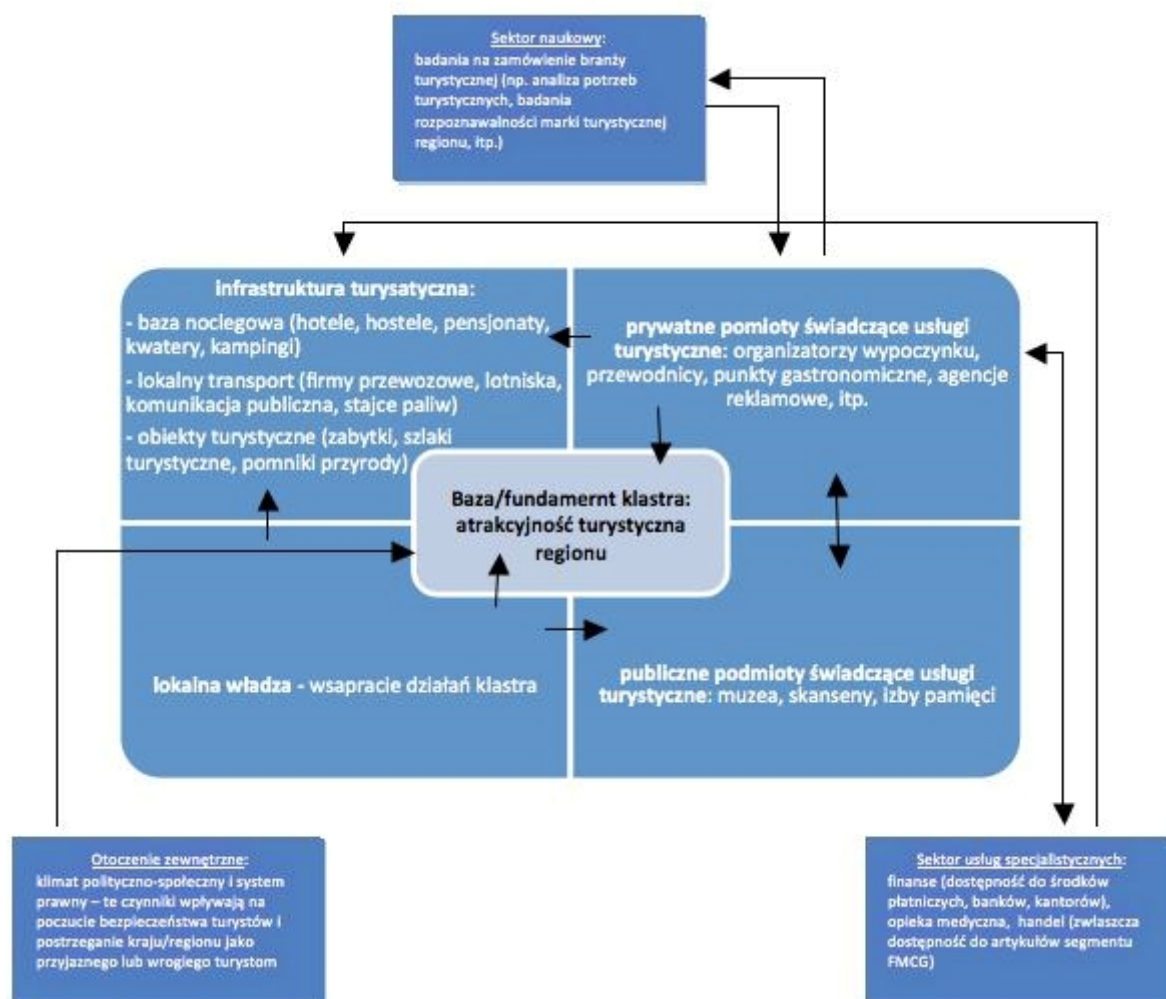 Sektor naukowy:
badania na zamówienie branży
turystycznej (np. analiza potrzeb
turystycznych, badania
rozpoznawalności marki turystycznej
regionu, itp.)
infrastruktura turysatyczna:
- baza noclegowa (hotele, hostele, pensjonaty,
kwatery, kampingi)
- lokalny transport (firmy przewozowe, lotniska,
komunikacja publiczna, stajce paliw)
- obiekty turystyczne (zabytki, szlaki
turystyczne, pomniki przyrody)
prywatne pomioty świadczące usługi
turystyczne: organizatorzy wypoczynku,
przewodnicy, punkty gastronomiczne, agencje
reklamowe, itp.
Baza/fundamernt klastra:
atrakcyjność turystyczna
regionu
lokalna władza - wsapracie działań klastra
publiczne podmioty świadczące usługi
turystyczne: muzea, skanseny, izby pamięci
Otoczenie zewnętrzne:
klimat polityczno-społeczny i system
prawny – te czynniki wpływają na
poczucie bezpieczeństwa turystów i
postrzeganie kraju/regionu jako
przyjaznego lub wrogiego turystom
Sektor usług specjalistycznych:
finanse (dostępność do środków
płatniczych, banków, kantorów),
opieka medyczna, handel (zwłaszcza
dostępność do artykułów segmentu
FMCG)